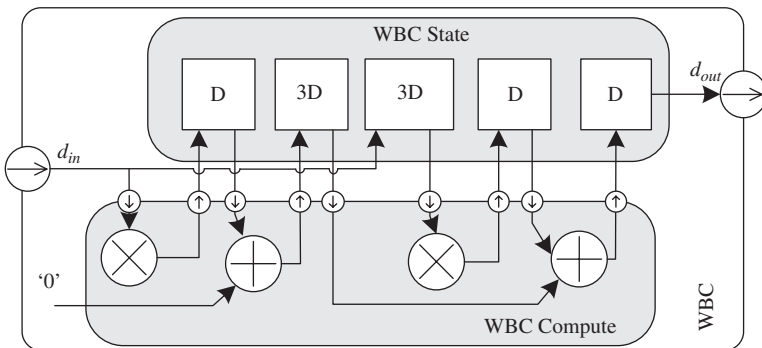 WBC State
D
3D
3D
D
D
d_out
d_in
'0'
WBC Compute
WBC